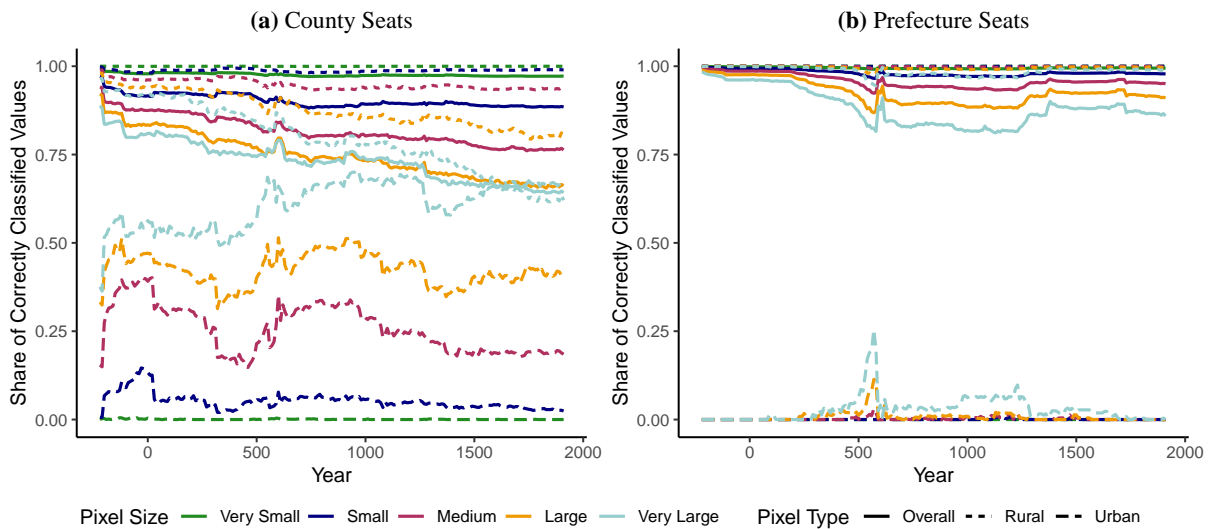 (a) County Seats
(b) Prefecture Seats
Share of Correctly Classified Values
1.00
0.75
0.50
0.25
0.00
0
500
1000
1500
2000
Year
Share of Correctly Classified Values
1.00
0.75
0.50
0.25
0.00
0
500
1000
1500
2000
Year
Pixel Size Very Small Small Medium Large Very Large Pixel Type Overall Rural Urban